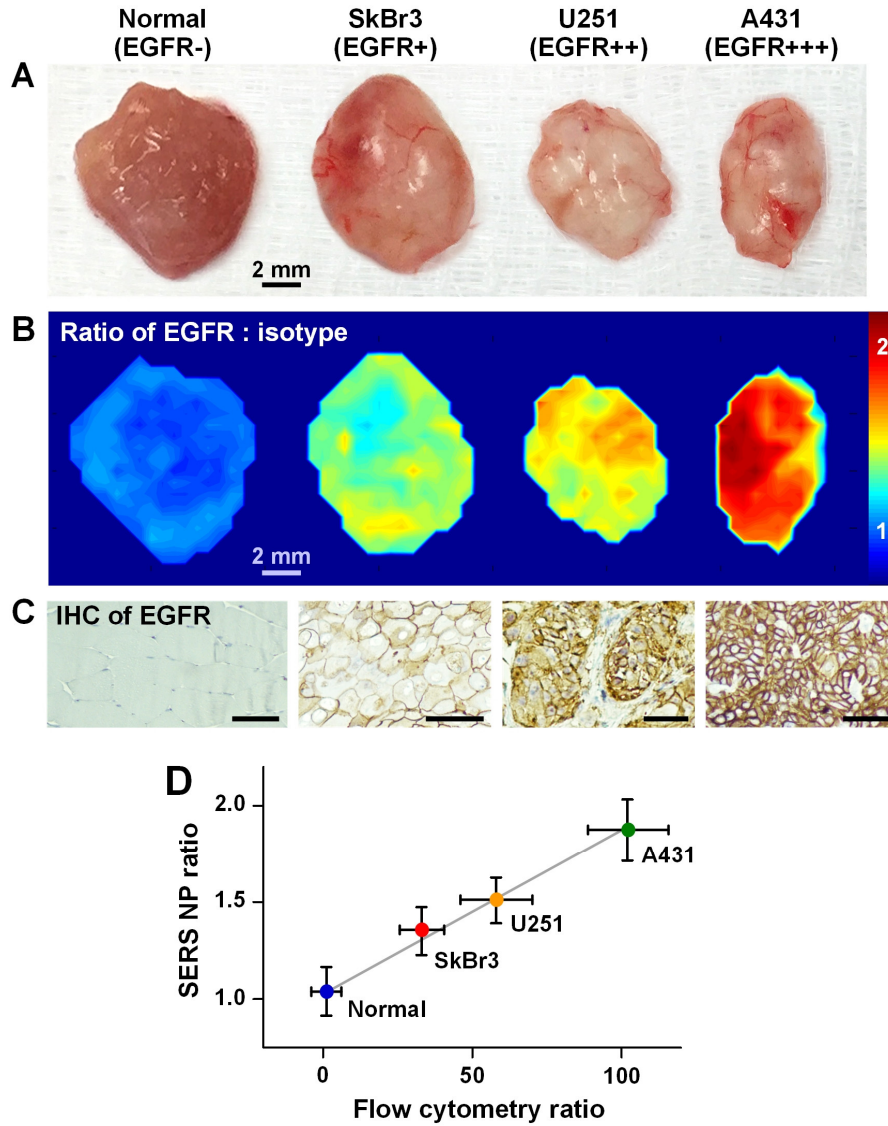 Normal
(EGFR-)
SkBr3
(EGFR+)
U251
(EGFR++)
A431
(EGFR+++)
A
2 mm
B
Ratio of EGFR : isotype
2
1
2 mm
C
IHC of EGFR
D
SERS NP ratio
2.0
1.5
1.0
A431
U251
SkBr3
Normal
0
50
100
Flow cytometry ratio